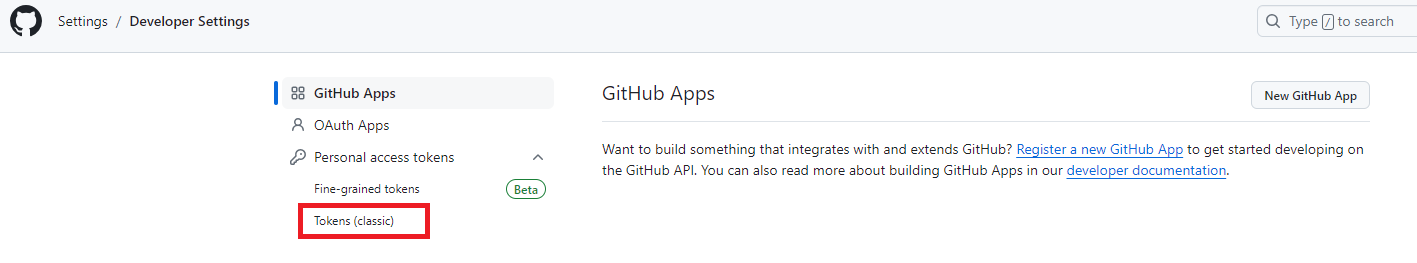 Settings / Developer Settings
Type / to search
GitHub Apps
OAuth Apps
Personal access tokens
Fine-grained tokens Beta
Tokens (classic)
GitHub Apps
New GitHub App
Want to build something that integrates with and extends GitHub? Register a new GitHub App to get started developing on
the GitHub API. You can also read more about building GitHub Apps in our developer documentation.